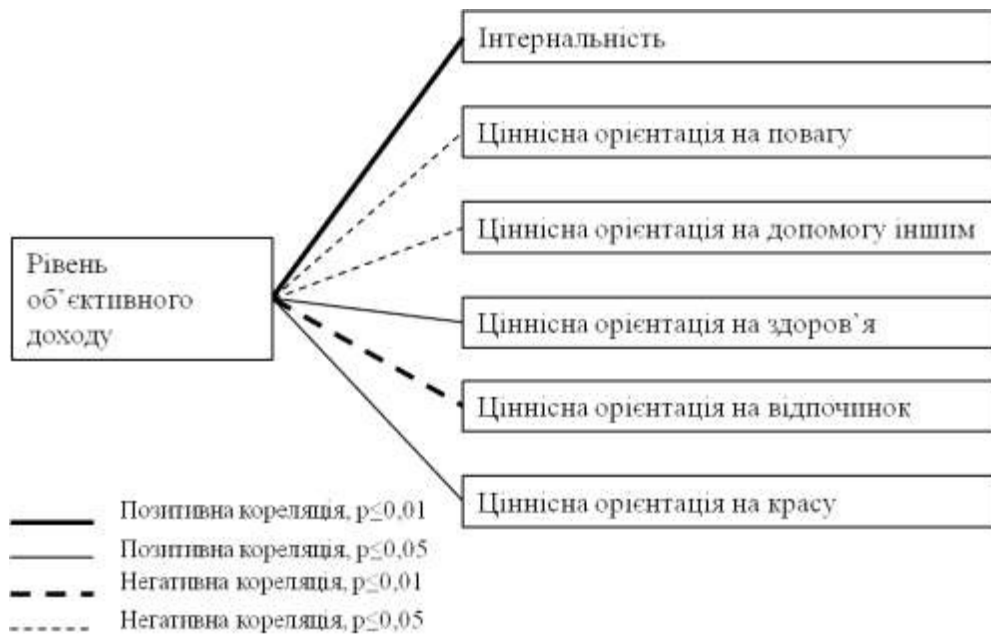 Інтернальність
Ціннісна орієнтація на повагу
Ціннісна орієнтація на допомогу іншим
Рівень
об`єктивного
доходу
Ціннісна орієнтація на здоров`я
Ціннісна орієнтація на відпочинок
Ціннісна орієнтація на красу
Позитивна кореляція, p≤0,01
Позитивна кореляція, p≤0,05
Негативна кореляція, p≤0,01
Негативна кореляція, p≤0,05